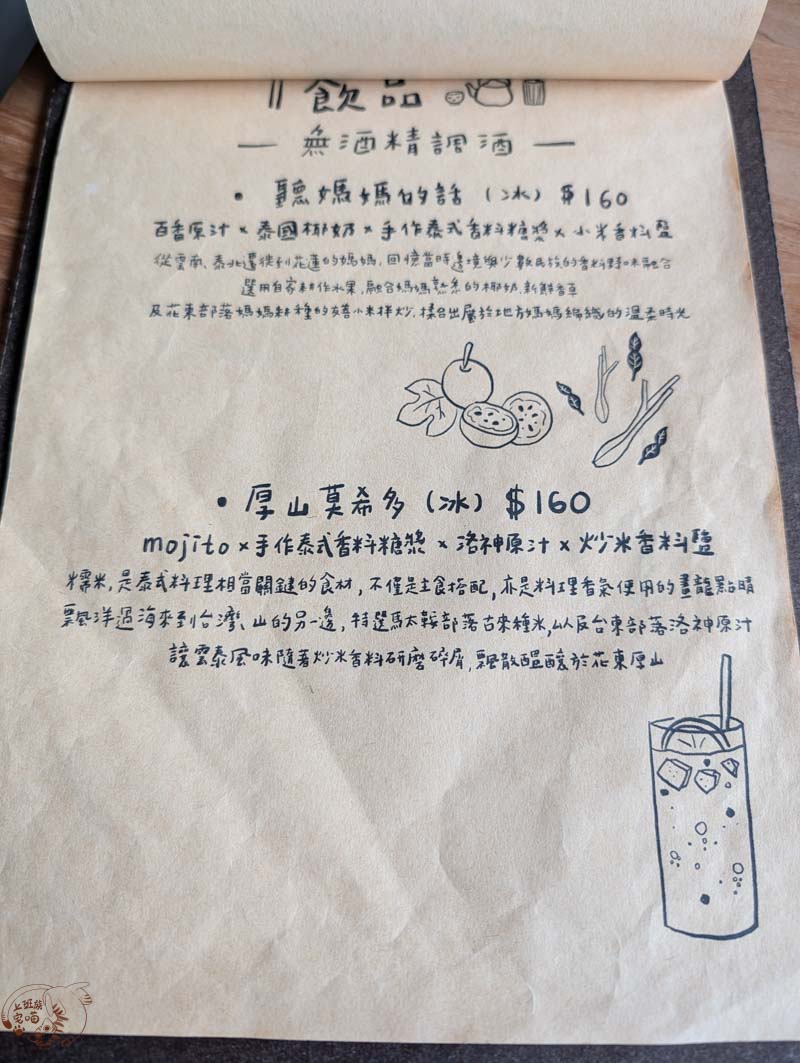 飲品
— 無酒精調酒 —
• 聽媽媽的話（冰）$160
百香原汁 x 泰國椰奶 x 手作泰式香料糖漿 x 小米香料鹽
從雲南、泰北遷徙到花蓮的媽媽，回憶當時邊境與少數民族的香料野味融合
選用自家耕作水果，融合媽媽熟悉的椰奶、新鮮香草
及花東部落媽媽耕種的友善小米拌炒，揉合出屬於地方媽媽綿織的溫柔時光
• 厚山莫希多（冰）$160
mojito x 手作泰式香料糖漿 x 洛神原汁 x 炒米香料鹽
糯米，是泰式料理相當關鍵的食材，不僅是主食搭配，亦是料理香氣使用的畫龍點睛
飄洋過海來到台灣、山的另一邊，特選馬太鞍部落古來種米，以及台東部落洛神原汁
讓雲泰風味隨著炒米香料研磨碎屑，飄散醞釀於花東厚山
上班族